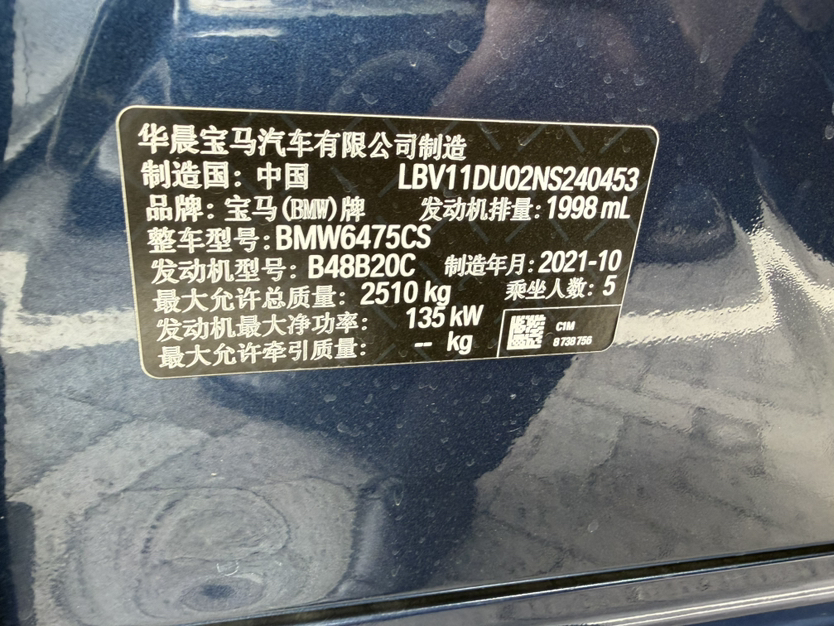 华晨宝马汽车有限公司制造
制造国：中国 LBV11DU02NS240453
品牌：宝马(BMW)牌 发动机排量：1998 mL
整车型号：BMW6475CS
发动机型号：B48B20C 制造年月：2021-10
最大允许总质量：2510 kg 乘坐人数：5
发动机最大净功率：135 kW
最大允许牵引质量：-- kg
C1M
8 738 756